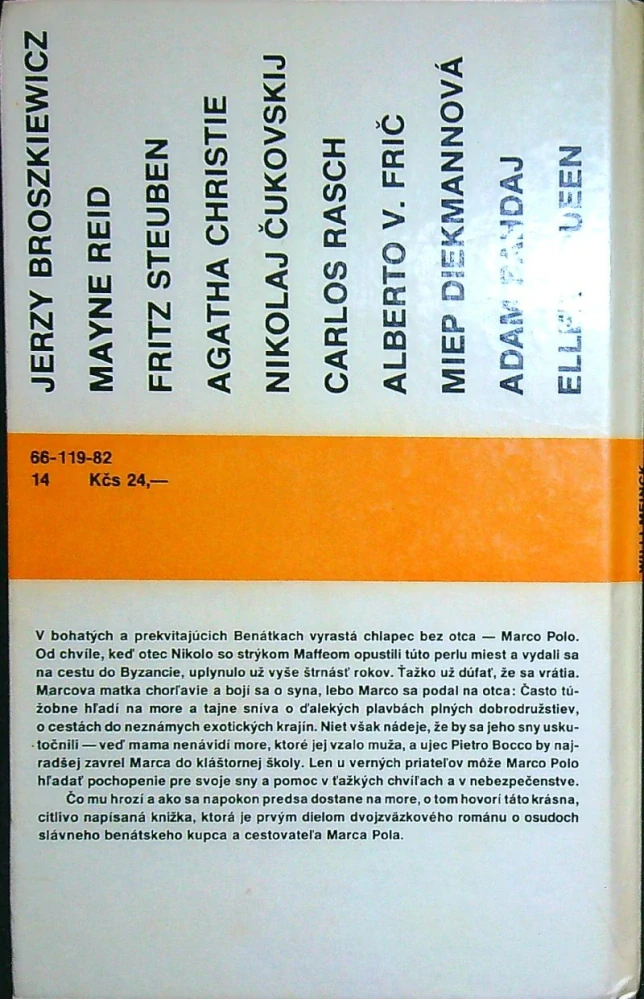 JERZY BROSZKIEWICZ
MAYNE REID
FRITZ STEUBEN
AGATHA CHRISTIE
NIKOLAJ ČUKOVSKIJ
CARLOS RASCH
ALBERTO V. FRIČ
MIEP DIEKMANNOVÁ
ADAM
66-119-82
14 Kčs 24,—
V bohatých a prekvitajúcich Benátkach vyrastá chlapec bez otca — Marco Polo.
Od chvíle, keď otec Nikolo so strýkom Maffeom opustili túto perlu miest a vydali sa
na cestu do Byzancie, uplynulo už vyše štrnásť rokov. Ťažko už dúfať, že sa vrátia.
Marcova matka chorľavie a bojí sa o syna, lebo Marco sa podal na otca: Často tú-
žobne hľadí na more a tajne sníva o ďalekých plavbách plných dobrodružstiev,
o cestách do neznámych exotických krajín. Niet však nádeje, že by sa jeho sny usku-
točnili — veď mama nenávidí more, ktoré jej vzalo muža, a ujec Pietro Bocco by naj-
radšej zavrel Marca do kláštornej školy. Len u verných priateľov môže Marco Polo
hľadať pochopenie pre svoje sny a pomoc v ťažkých chvíľach a v nebezpečenstve.
Čo mu hrozí a ako sa napokon predsa dostane na more, o tom hovorí táto krásna,
citlivo napísaná knižka, ktorá je prvým dielom dvojzväzkového románu o osudoch
slávneho benátskeho kupca a cestovateľa Marca Pola.